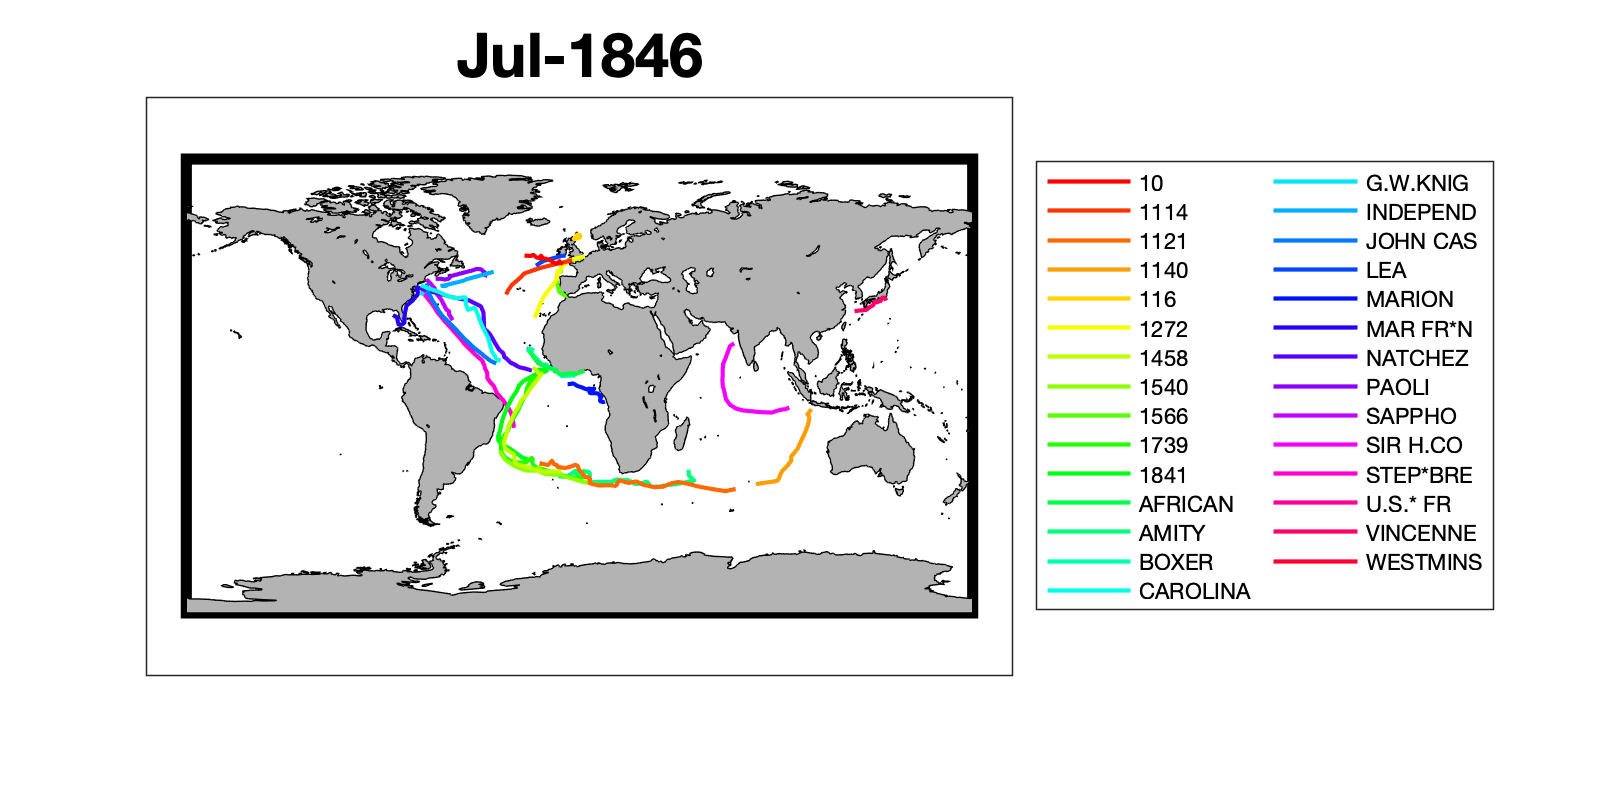 Jul-1846
10
1114
1121
1140
116
1272
1458
1540
1566
1739
1841
AFRICAN
AMITY
BOXER
CAROLINA
G.W.KNIG
INDEPEND
JOHN CAS
LEA
MARION
MAR FR*N
NATCHEZ
PAOLI
SAPPHO
SIR H.CO
STEP*BRE
U.S.* FR
VINCENNE
WESTMINS